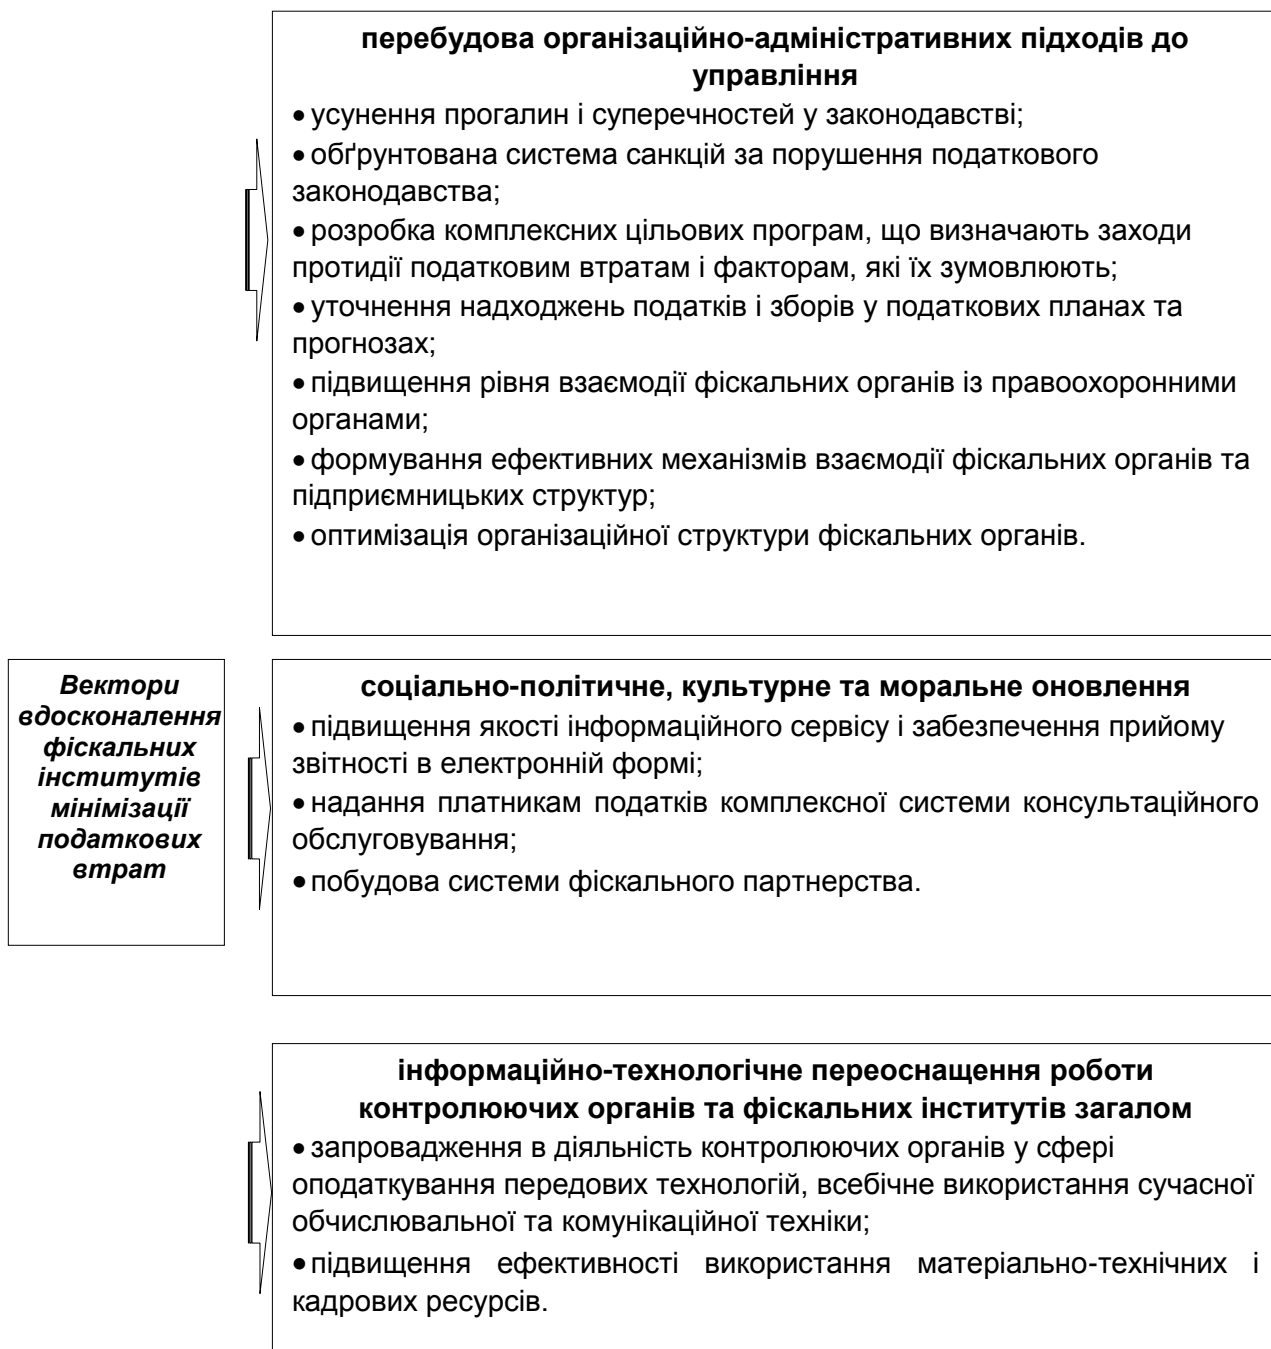 перебудова організаційно-адміністративних підходів до
управління
• усунення прогалин і суперечностей у законодавстві;
• обґрунтована система санкцій за порушення податкового
законодавства;
• розробка комплексних цільових програм, що визначають заходи
протидії податковим втратам і факторам, які їх зумовлюють;
• уточнення надходжень податків і зборів у податкових планах та
прогнозах;
• підвищення рівня взаємодії фіскальних органів із правоохоронними
органами;
• формування ефективних механізмів взаємодії фіскальних органів та
підприємницьких структур;
• оптимізація організаційної структури фіскальних органів.
Вектори
вдосконалення
фіскальних
інститутів
мінімізації
податкових
втрат
соціально-політичне, культурне та моральне оновлення
• підвищення якості інформаційного сервісу і забезпечення прийому
звітності в електронній формі;
• надання платникам податків комплексної системи консультаційного
обслуговування;
• побудова системи фіскального партнерства.
інформаційно-технологічне переоснащення роботи
контролюючих органів та фіскальних інститутів загалом
• запровадження в діяльність контролюючих органів у сфері
оподаткування передових технологій, всебічне використання сучасної
обчислювальної та комунікаційної техніки;
• підвищення ефективності використання матеріально-технічних і
кадрових ресурсів.